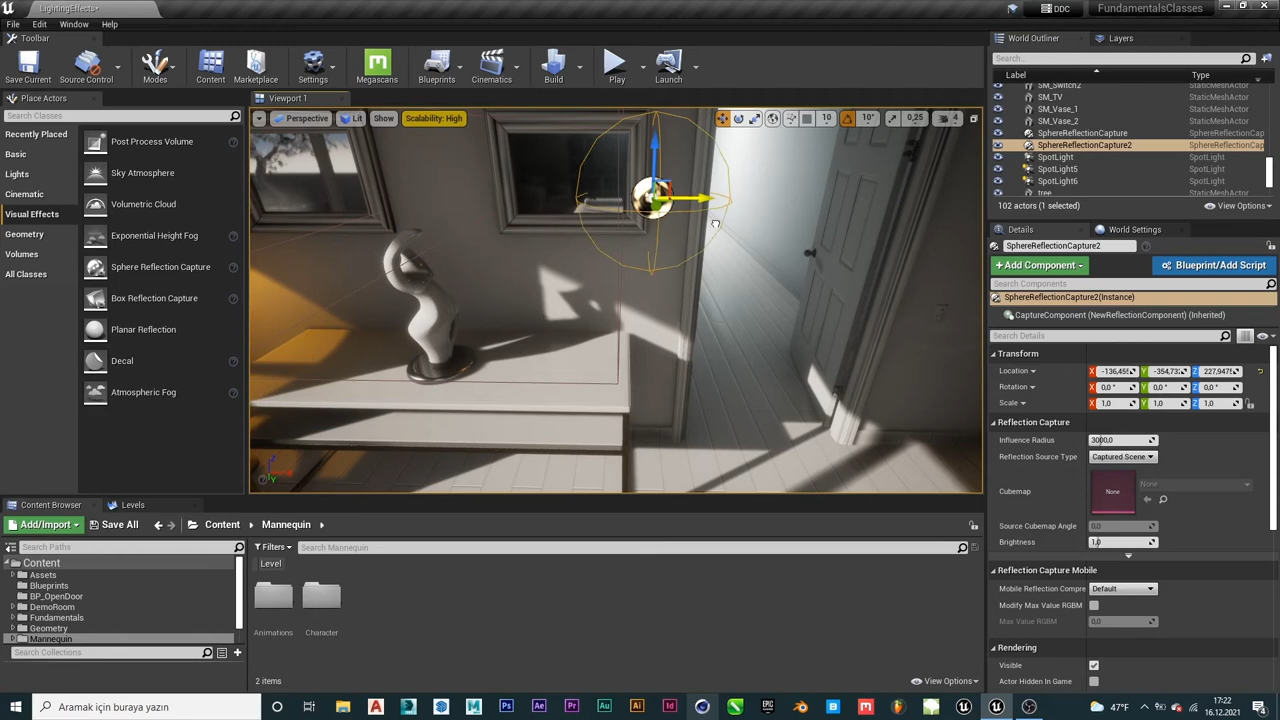 LightingEffects*
DDC
FundamentalsClasses
File
Edit
Window
Help
Toolbar
Save Current
Source Control
Modes
Content
Marketplace
Settings
Megascans
Blueprints
Cinematics
Build
Play
Launch
World Outliner
Layers
Search...
Label
Type
SM_Switch2
StaticMeshActor
SM_TV
StaticMeshActor
SM_Vase_1
StaticMeshActor
SM_Vase_2
StaticMeshActor
SphereReflectionCapture
SphereReflectionCap
SphereReflectionCapture2
SphereReflectionCap
SpotLight
SpotLight
SpotLight5
SpotLight
SpotLight6
SpotLight
tree
StaticMeshActor
102 actors (1 selected)
View Options
Place Actors
Search Classes
Recently Placed
Basic
Lights
Cinematic
Visual Effects
Geometry
Volumes
All Classes
Post Process Volume
Sky Atmosphere
Volumetric Cloud
Exponential Height Fog
Sphere Reflection Capture
Box Reflection Capture
Planar Reflection
Decal
Atmospheric Fog
Viewport 1
Perspective
Lit
Show
Scalability: High
10
10°
0,25
4
Details
World Settings
SphereReflectionCapture2
+Add Component
Blueprint/Add Script
Search Components
SphereReflectionCapture2(Instance)
CaptureComponent (NewReflectionComponent) (Inherited)
Search Details
Transform
Location
X
-136,455
Y
-354,732
Z
227,9475
Rotation
X
0,0 °
Y
0,0 °
Z
0,0 °
Scale
X
1,0
Y
1,0
Z
1,0
Reflection Capture
Influence Radius
3000,0
Reflection Source Type
Captured Scene
Cubemap
None
None
Source Cubemap Angle
0,0
Brightness
1,0
Reflection Capture Mobile
Mobile Reflection Compre
Default
Modify Max Value RGBM
Max Value RGBM
0,0
Rendering
Visible
Actor Hidden In Game
Content Browser
Levels
Add/Import
Save All
Content
Mannequin
Search Paths
Filters
Search Mannequin
Level
Content
Assets
Blueprints
BP_OpenDoor
DemoRoom
Fundamentals
Geometry
Mannequin
Search Collections
Animations
Character
2 items
View Options
Aramak için buraya yazın
47°F
17:22
16.12.2021